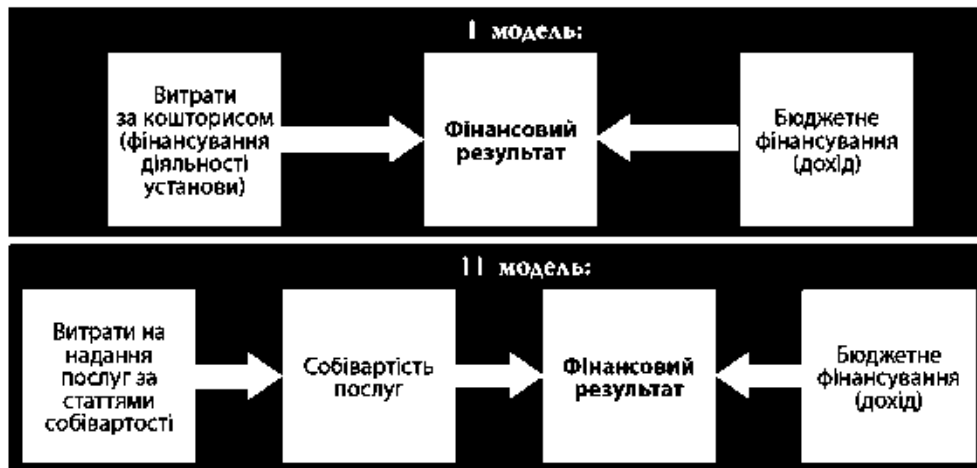 I модель:
Витрати
за кошторисом
(фінансування
діяльності
установи)
Фінансовий
результат
Бюджетне
фінансування
(дохід)
11 модель:
Витрати на
надання
послуг за
статтями
собівартості
Собівартість
послуг
Фінансовий
результат
Бюджетне
фінансування
(дохід)